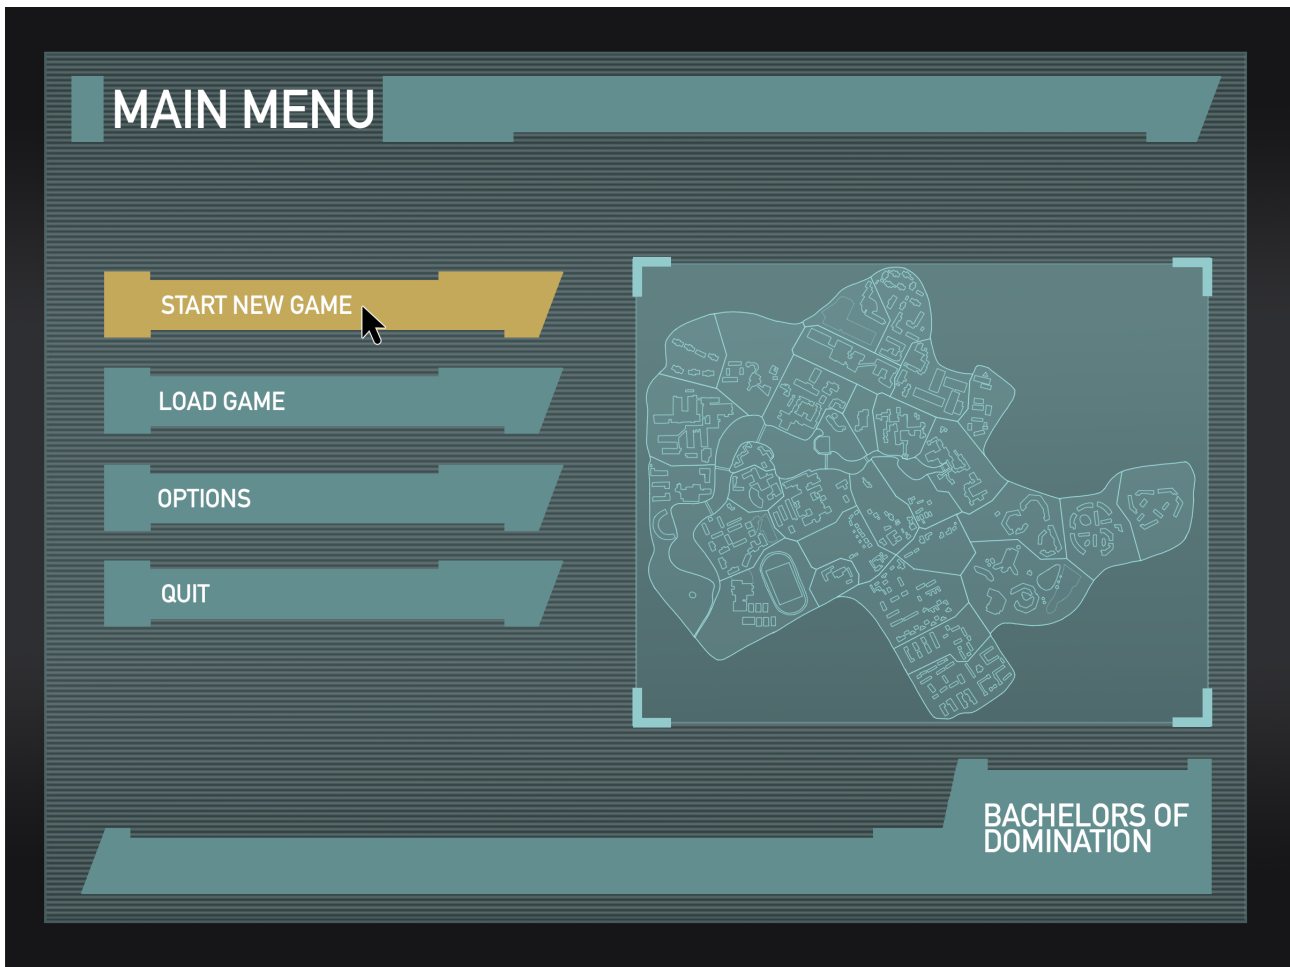 MAIN MENU
START NEW GAME
LOAD GAME
OPTIONS
QUIT
BACHELORS OF
DOMINATION